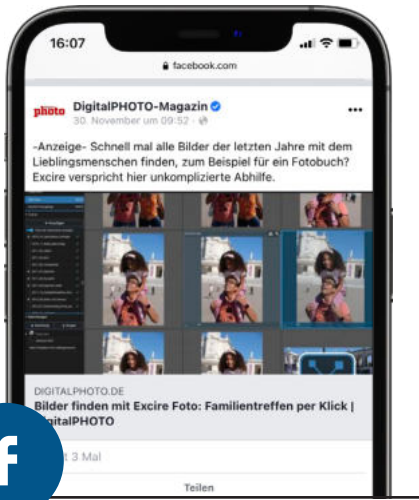 16:07
facebook.com
photo
DigitalPHOTO-Magazin
30. November um 09:52
-Anzeige- Schnell mal alle Bilder der letzten Jahre mit dem
Lieblingsmenschen finden, zum Beispiel für ein Fotobuch?
Excire verspricht hier unkomplizierte Abhilfe.
DIGITALPHOTO.DE
Bilder finden mit Excire Foto: Familientreffen per Klick |
igitalPHOTO
3 Mal
Teilen
f